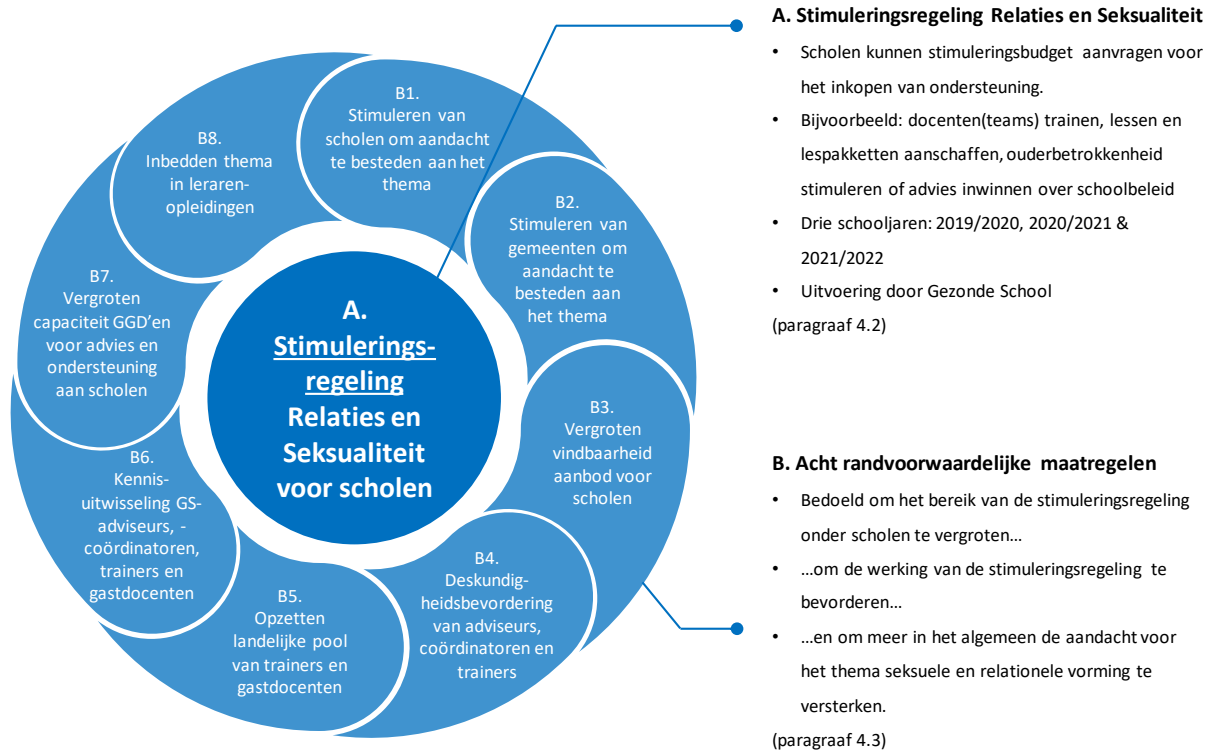 A.
Stimulerings-
regeling
Relaties en
Seksualiteit
voor scholen
B1.
Stimuleren van
scholen om aandacht
te besteden aan het
thema
B2.
Stimuleren van
gemeenten om
aandacht te
besteden aan
het thema
B3.
Vergroten
vindbaarheid
aanbod voor
scholen
B4.
Deskundig-
heidsbevordering
van adviseurs,
coördinatoren en
trainers
B5.
Opzetten
landelijke pool
van trainers en
gastdocenten
B6.
Kennis-
uitwisseling GS-
adviseurs, -
coördinatoren,
trainers en
gastdocenten
B7.
Vergroten
capaciteit GGD'en
voor advies en
ondersteuning
aan scholen
B8.
Inbedden thema
in leraren-
opleidingen
A. Stimuleringsregeling Relaties en Seksualiteit
• Scholen kunnen stimuleringsbudget aanvragen voor
het inkopen van ondersteuning.
• Bijvoorbeeld: docenten(teams) trainen, lessen en
lespakketten aanschaffen, ouderbetrokkenheid
stimuleren of advies inwinnen over schoolbeleid
• Drie schooljaren: 2019/2020, 2020/2021 &
2021/2022
• Uitvoering door Gezonde School
(paragraaf 4.2)
B. Acht randvoorwaardelijke maatregelen
• Bedoeld om het bereik van de stimuleringsregeling
onder scholen te vergroten…
• …om de werking van de stimuleringsregeling te
bevorderen…
• …en om meer in het algemeen de aandacht voor
het thema seksuele en relationele vorming te
versterken.
(paragraaf 4.3)